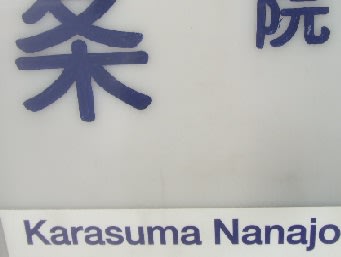 条 院
Karasuma Nanajo